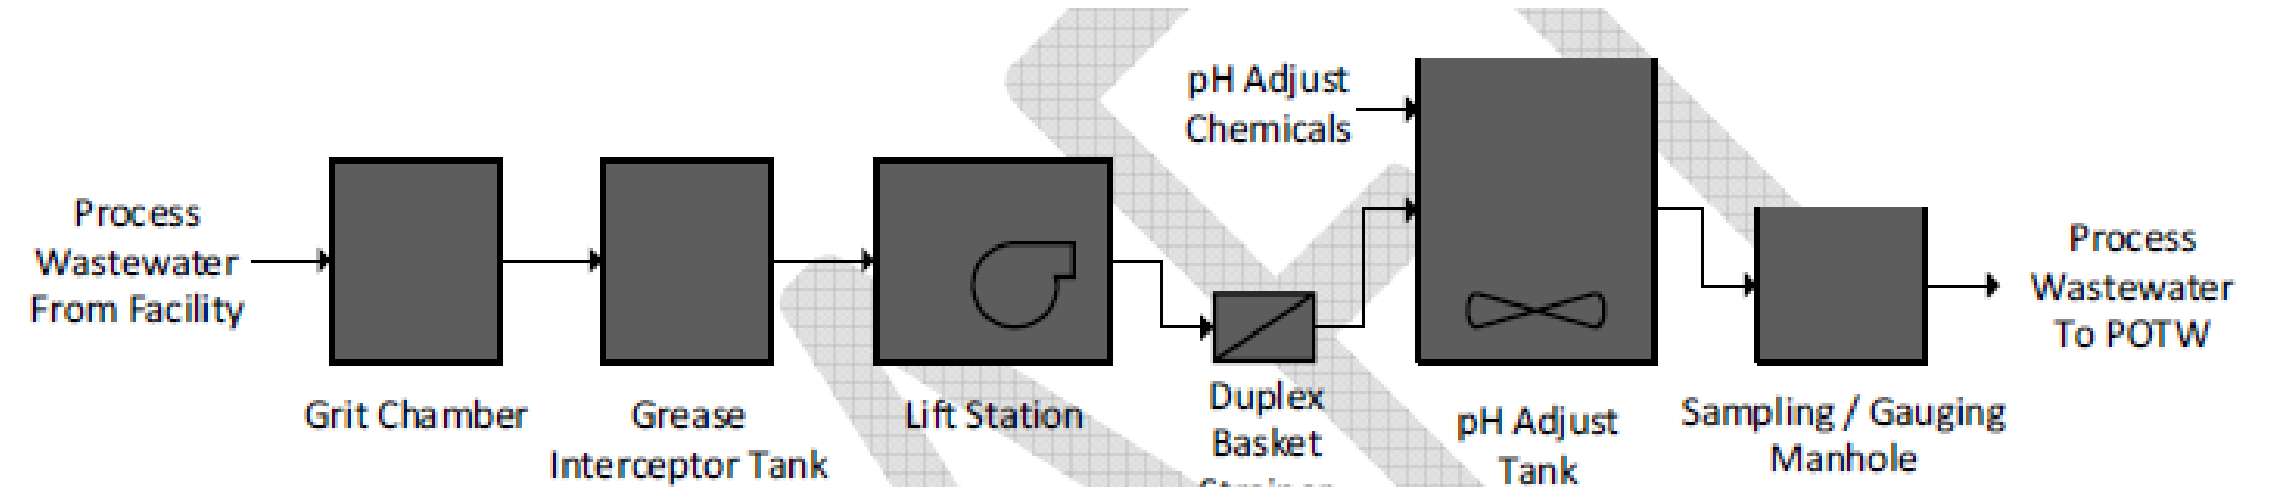 Process
Wastewater
From Facility
Grit Chamber
Grease
Interceptor Tank
Lift Station
Duplex
Basket
Strainer
pH Adjust
Chemicals
pH Adjust
Tank
Sampling / Gauging
Manhole
Process
Wastewater
To POTW